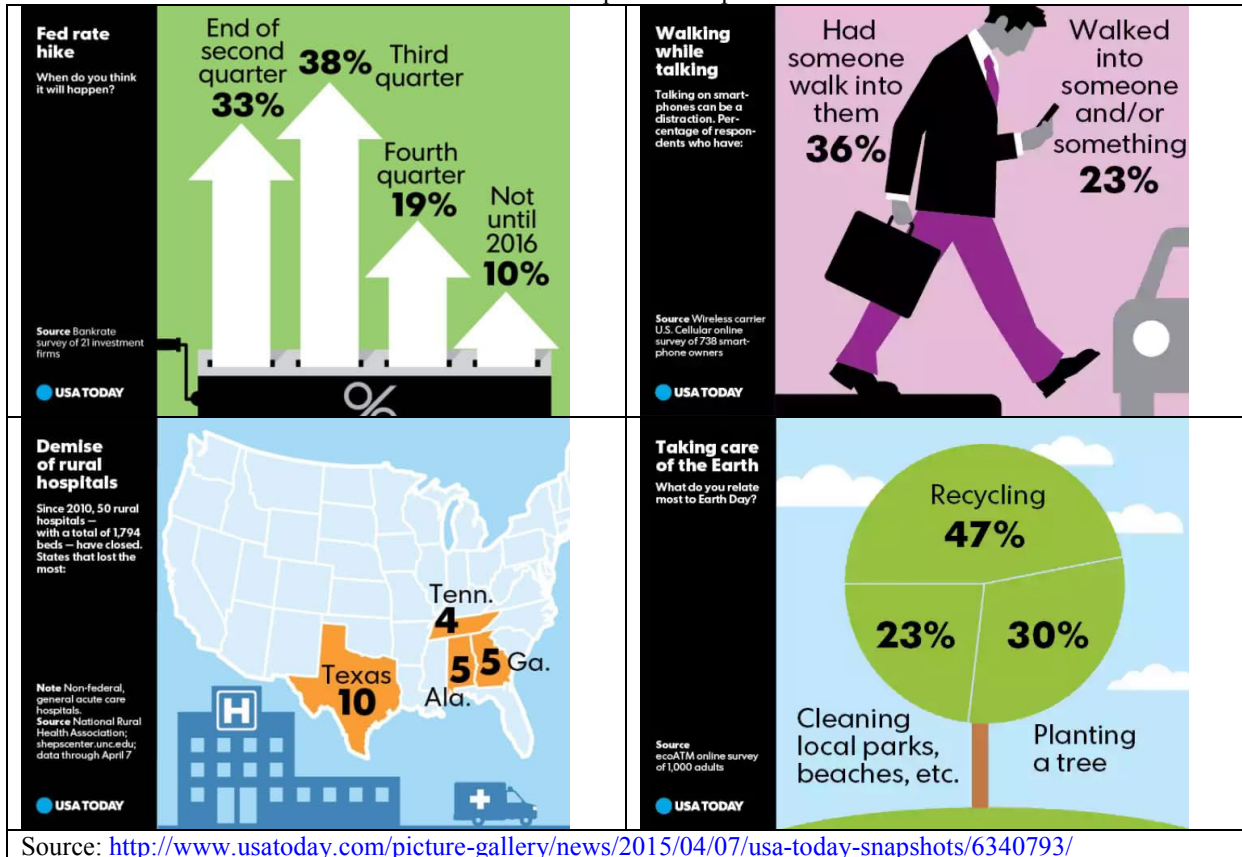 Fed rate
hike
When do you think
it will happen?
End of
second
quarter
33%
38% Third
quarter
Fourth
quarter
19%
Not
until
2016
10%
%
Source Bankrate
survey of 21 investment
firms
USA TODAY
Walking
while
talking
Talking on smart-
phones can be a
distraction. Per-
centage of respon-
dents who have:
Had
someone
walk into
them
36%
Walked
into
someone
and/or
something
23%
Source Wireless carrier
U.S. Cellular online
survey of 738 smart-
phone owners
USA TODAY
Demise
of rural
hospitals
Since 2010, 50 rural
hospitals —
with a total of 1,794
beds — have closed.
States that lost the
most:
Tenn.
4
Texas
10
5
Ala.
5 Ga.
H
Note Non-federal,
general acute care
hospitals.
Source National Rural
Health Association;
shepscenter.unc.edu;
data through April 7
USA TODAY
Taking care
of the Earth
What do you relate
most to Earth Day?
Recycling
47%
23%
30%
Cleaning
local parks,
beaches, etc.
Planting
a tree
Source
ecoATM online survey
of 1,000 adults
USA TODAY
Source: http://www.usatoday.com/picture-gallery/news/2015/04/07/usa-today-snapshots/6340793/